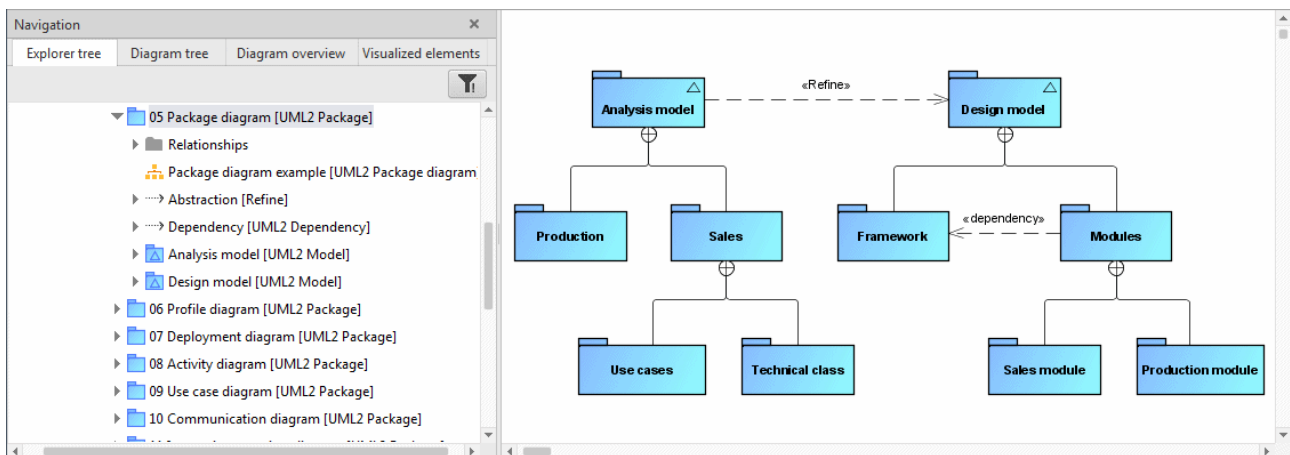 Navigation
Explorer tree
Diagram tree
Diagram overview
Visualized elements
05 Package diagram [UML2 Package]
Relationships
Package diagram example [UML2 Package diagram
Abstraction [Refine]
Dependency [UML2 Dependency]
Analysis model [UML2 Model]
Design model [UML2 Model]
06 Profile diagram [UML2 Package]
07 Deployment diagram [UML2 Package]
08 Activity diagram [UML2 Package]
09 Use case diagram [UML2 Package]
10 Communication diagram [UML2 Package]
«Refine»
Analysis model
Design model
«dependency»
Production
Sales
Framework
Modules
Use cases
Technical class
Sales module
Production module